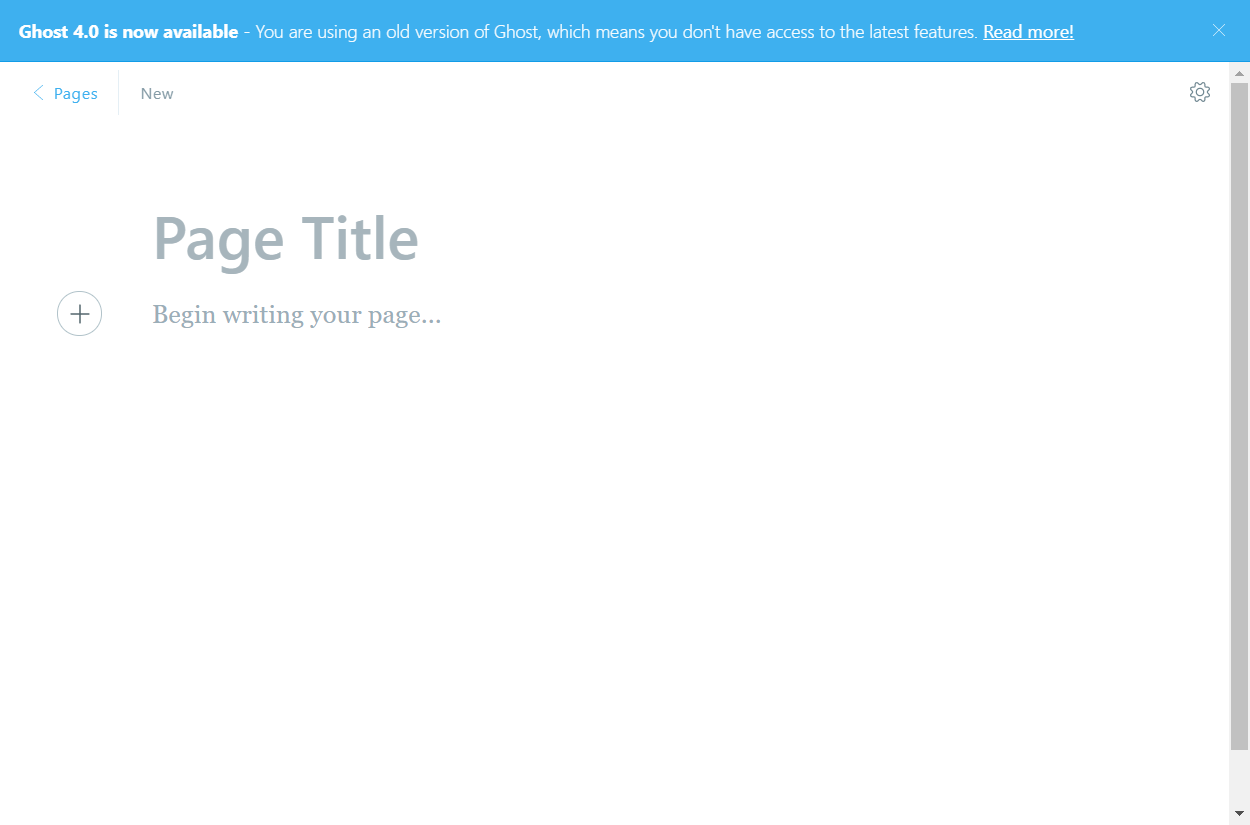 Ghost 4.0 is now available - You are using an old version of Ghost, which means you don't have access to the latest features. Read more!
Pages New
Page Title
Begin writing your page...